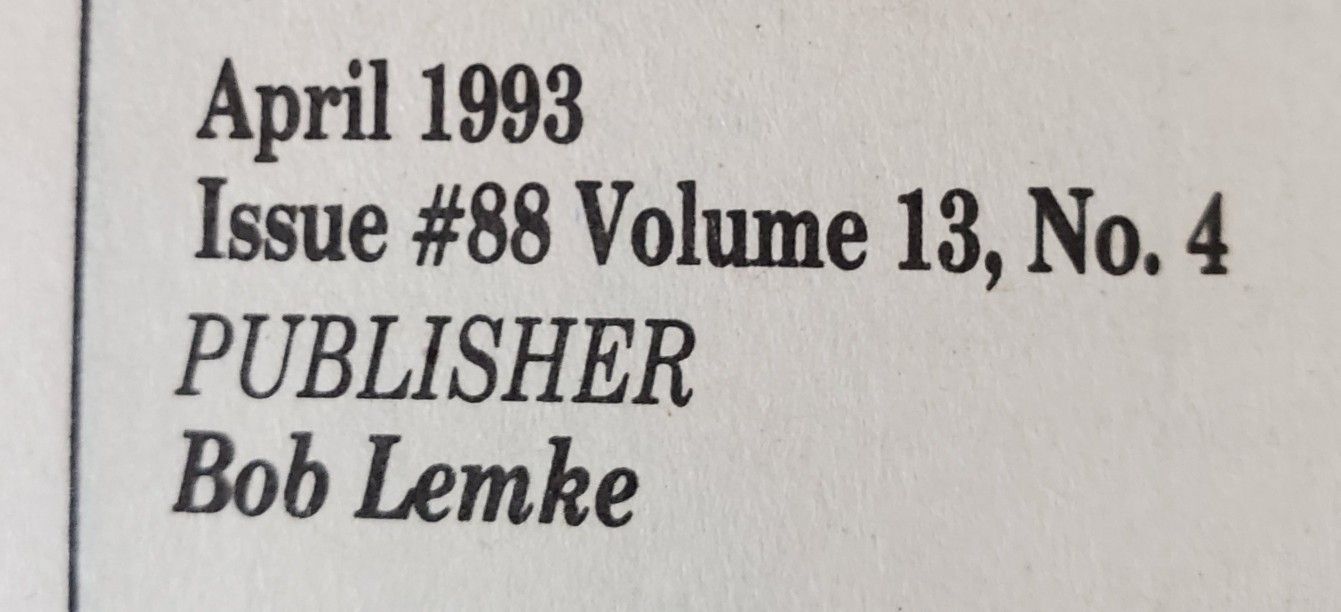 April 1993
Issue #88 Volume 13, No. 4
PUBLISHER
Bob Lemke